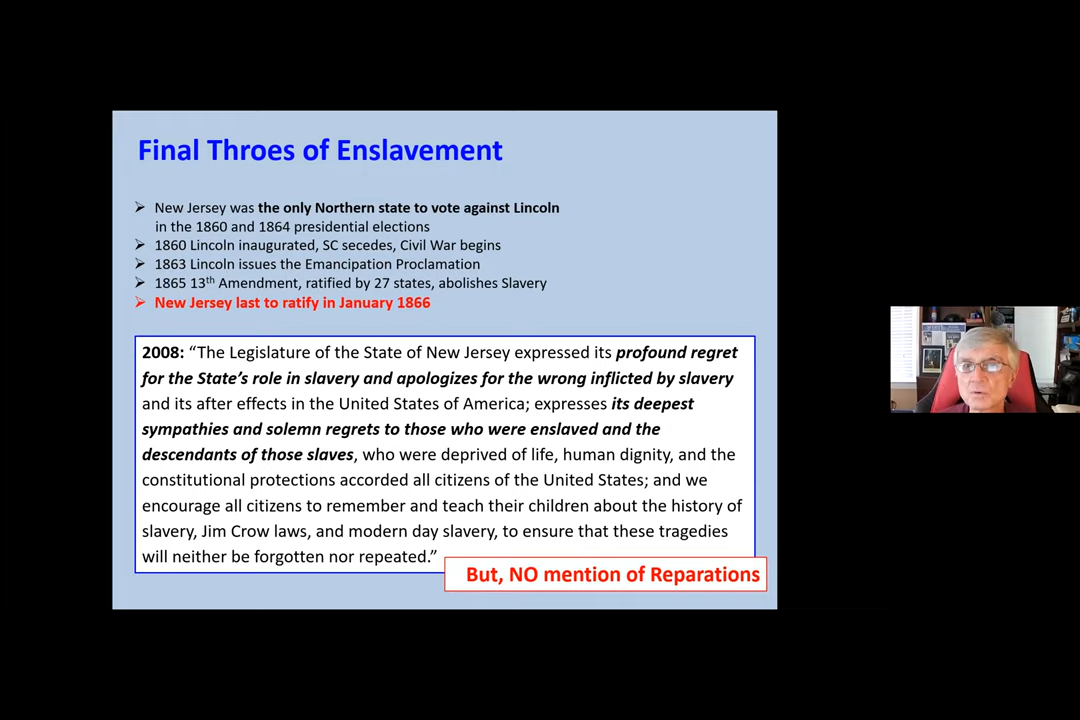 Final Throes of Enslavement
➢ New Jersey was the only Northern state to vote against Lincoln
in the 1860 and 1864 presidential elections
➢ 1860 Lincoln inaugurated, SC secedes, Civil War begins
➢ 1863 Lincoln issues the Emancipation Proclamation
➢ 1865 13th Amendment, ratified by 27 states, abolishes Slavery
➢ New Jersey last to ratify in January 1866
2008: “The Legislature of the State of New Jersey expressed its profound regret
for the State’s role in slavery and apologizes for the wrong inflicted by slavery
and its after effects in the United States of America; expresses its deepest
sympathies and solemn regrets to those who were enslaved and the
descendants of those slaves, who were deprived of life, human dignity, and the
constitutional protections accorded all citizens of the United States; and we
encourage all citizens to remember and teach their children about the history of
slavery, Jim Crow laws, and modern day slavery, to ensure that these tragedies
will neither be forgotten nor repeated.”
But, NO mention of Reparations